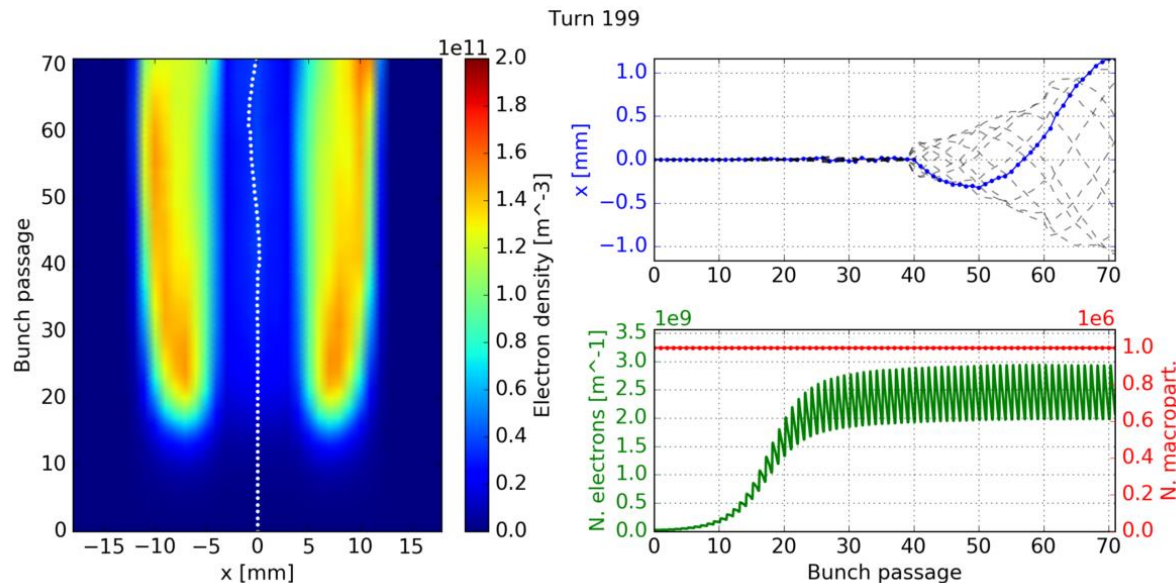 Turn 199
1e11
70
60
50
40
30
20
10
0
Bunch passage
−15 −10 −5 0 5 10 15
x [mm]
2.0
1.8
1.6
1.4
1.2
1.0
0.8
0.6
0.4
0.2
0.0
Electron density [m^-3]
1.0
0.5
0.0
−0.5
−1.0
x [mm]
0 10 20 30 40 50 60 70
1e9
1e6
3.5
3.0
2.5
2.0
1.5
1.0
0.5
0.0
N. electrons [m^-1]
1.0
0.8
0.6
0.4
0.2
0.0
N. macropart.
0 10 20 30 40 50 60 70
Bunch passage